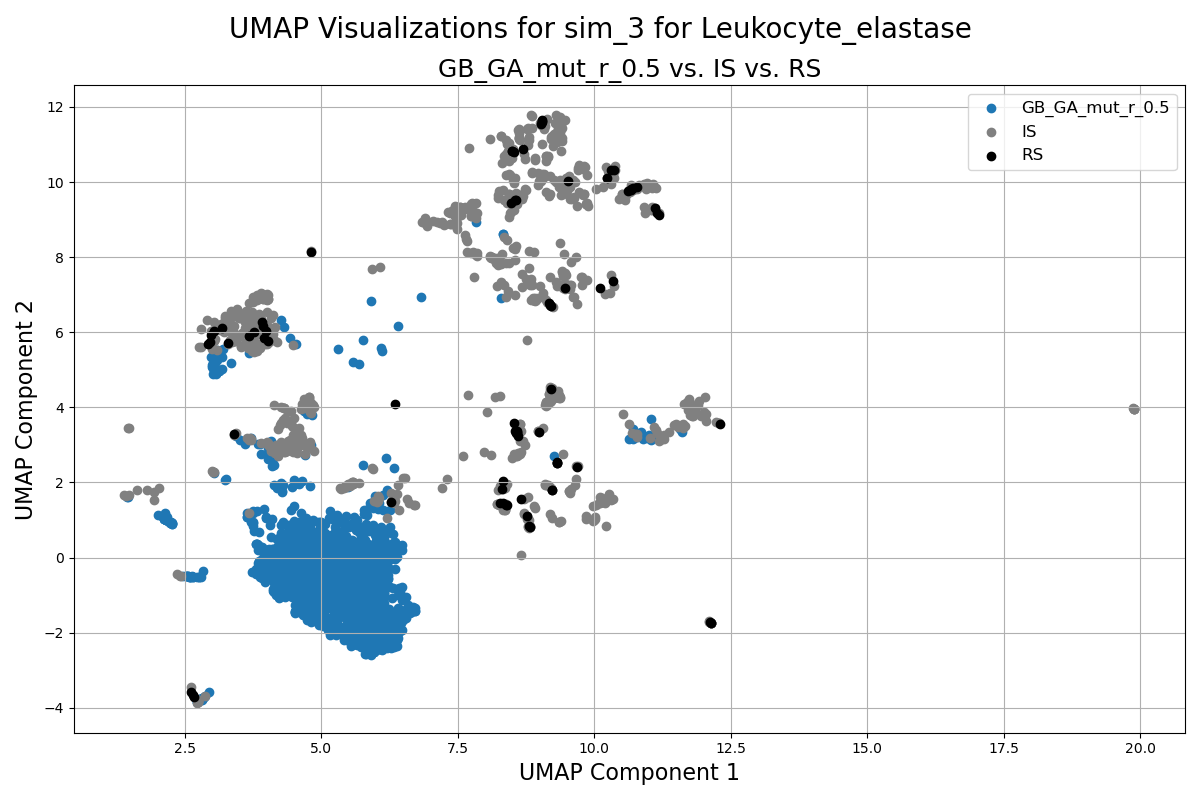 UMAP Visualizations for sim_3 for Leukocyte_elastase
GB_GA_mut_r_0.5 vs. IS vs. RS
GB_GA_mut_r_0.5
IS
RS
12
10
8
6
4
2
0
−2
−4
UMAP Component 2
2.5 5.0 7.5 10.0 12.5 15.0 17.5 20.0
UMAP Component 1